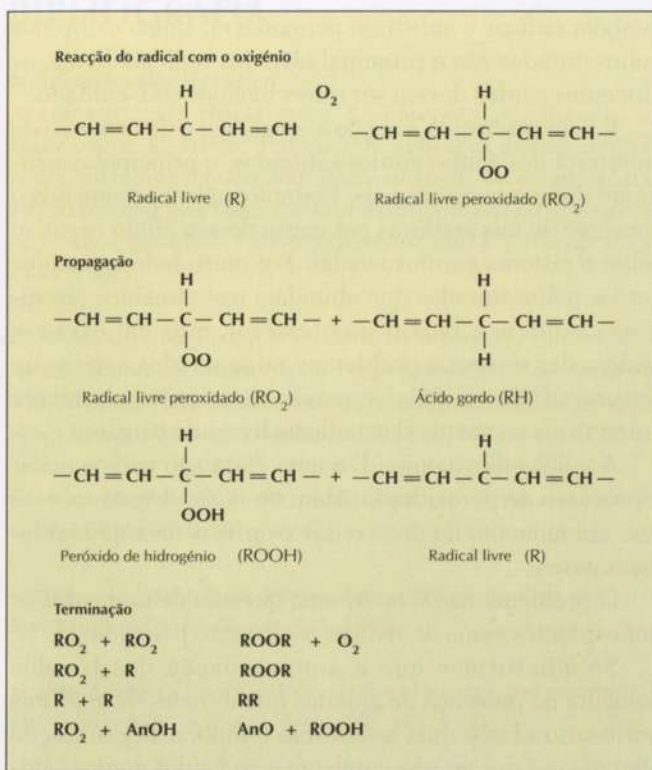 Reacção do radical com o oxigénio
H O₂ H
| |
—CH=CH—C—CH=CH —CH=CH—C—CH=CH—
|
OO
Radical livre (R) Radical livre peroxidado (RO₂)
Propagação
H H
| |
—CH=CH—C—CH=CH— + —CH=CH—C—CH=CH—
| |
OO H
Radical livre peroxidado (RO₂) Ácido gordo (RH)
H H
| |
—CH=CH—C—CH=CH— + —CH=CH—C—CH=CH—
|
OOH
Peróxido de hidrogénio (ROOH) Radical livre (R)
Terminação
RO₂ + RO₂ ROOR + O₂
RO₂ + R ROOR
R + R RR
RO₂ + AnOH AnO + ROOH